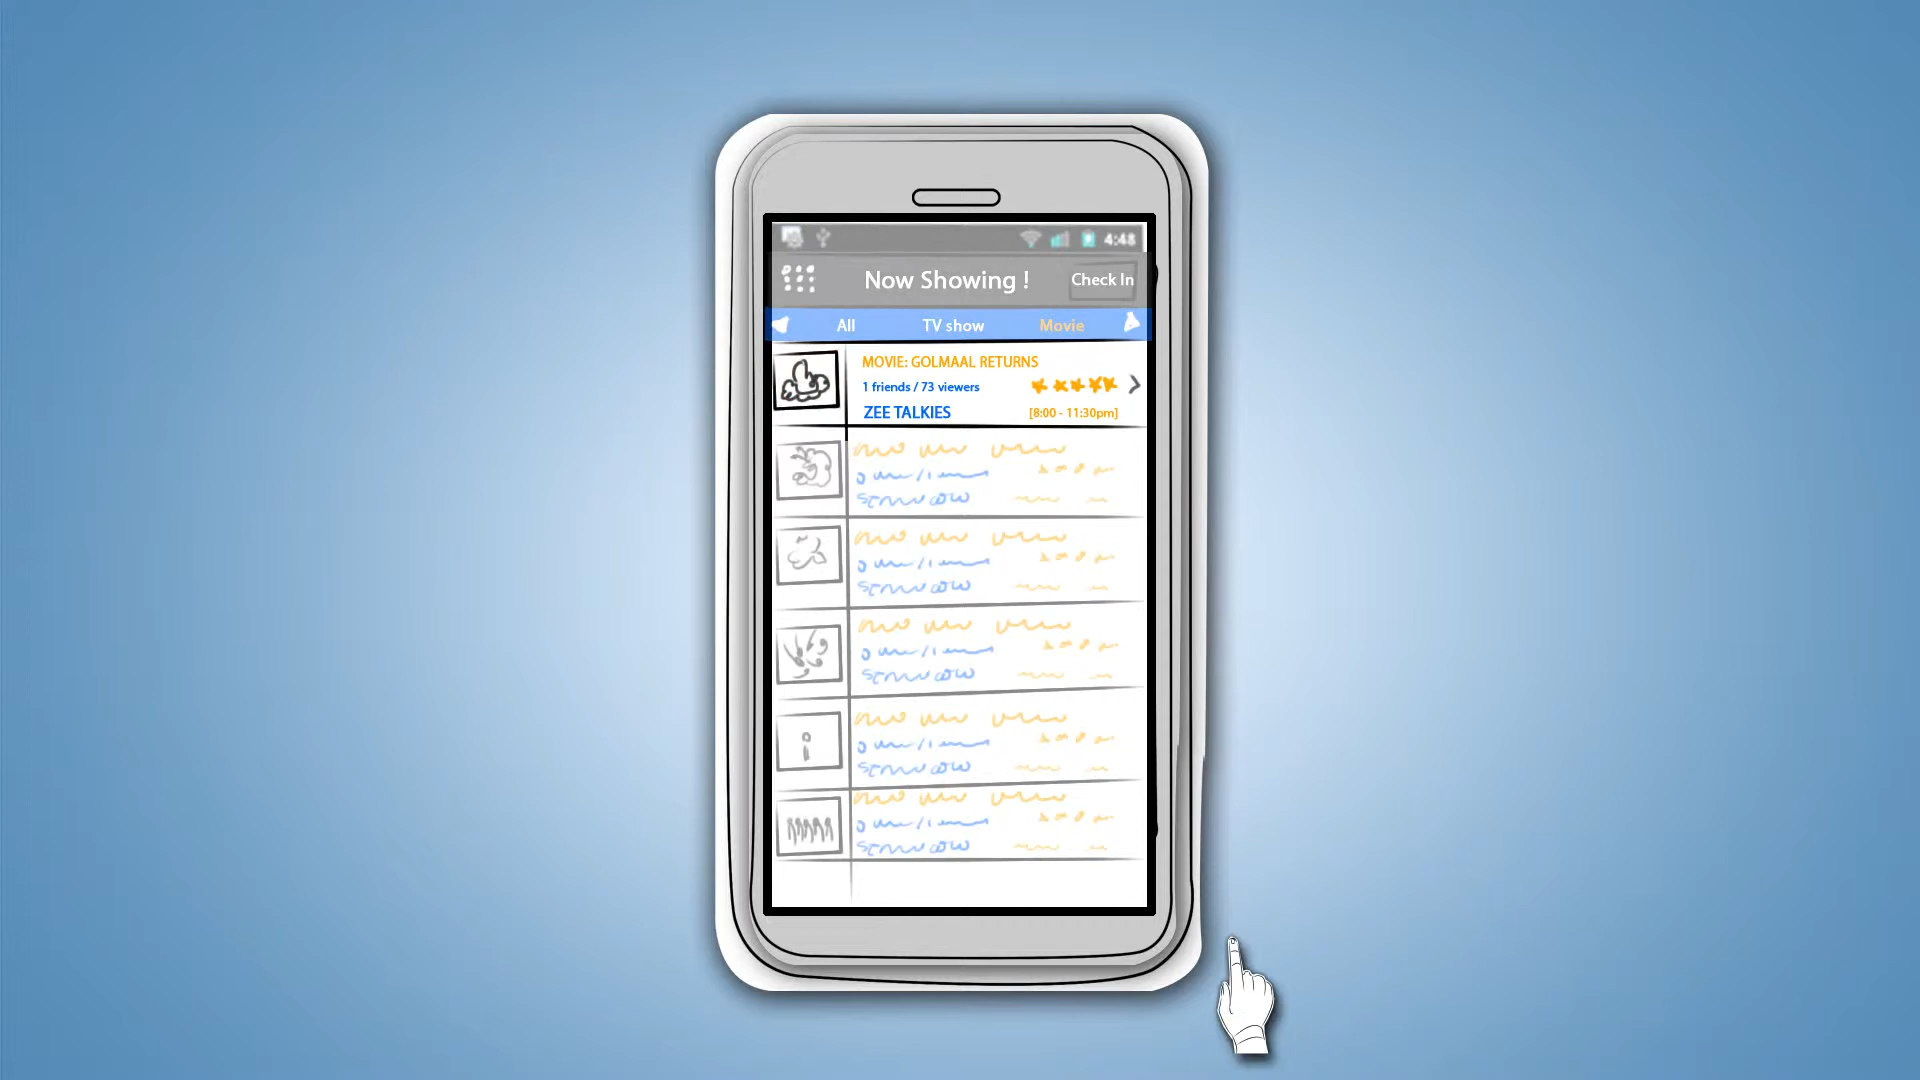 4:48
Now Showing !
Check In
All TV show Movie
MOVIE: GOLMAAL RETURNS
1 friends / 73 viewers
ZEE TALKIES [8:00 - 11:30pm]